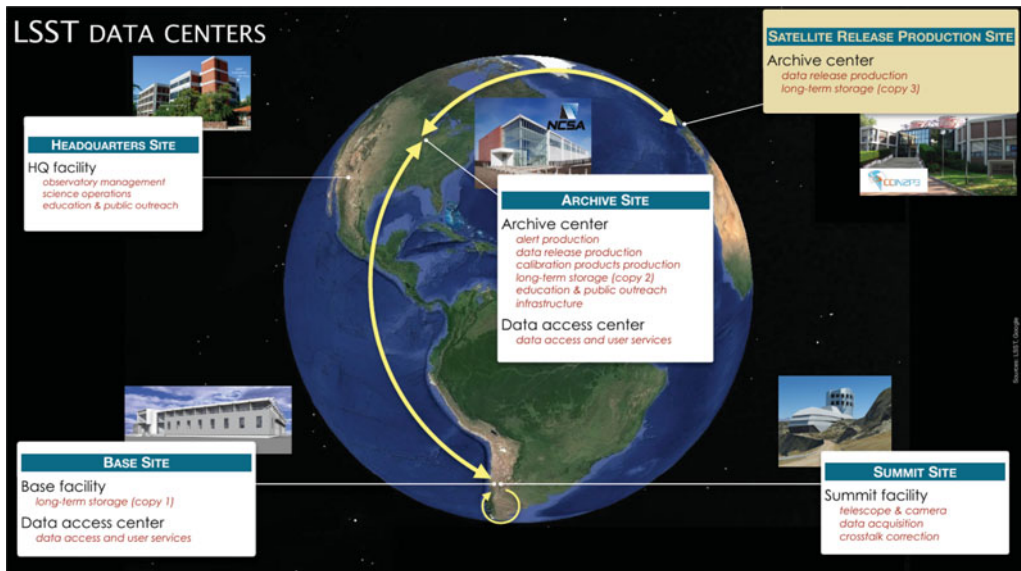 LSST DATA CENTERS
SATELLITE RELEASE PRODUCTION SITE
Archive center
data release production
long-term storage (copy 3)
NCSA
HEADQUARTERS SITE
HQ facility
observatory management
science operations
education & public outreach
ARCHIVE SITE
Archive center
alert production
data release production
calibration products production
long-term storage (copy 2)
education & public outreach
infrastructure
Data access center
data access and user services
CCIN2P3
Sources: LSST, Google
BASE SITE
Base facility
long-term storage (copy 1)
Data access center
data access and user services
SUMMIT SITE
Summit facility
telescope & camera
data acquisition
crosstalk correction